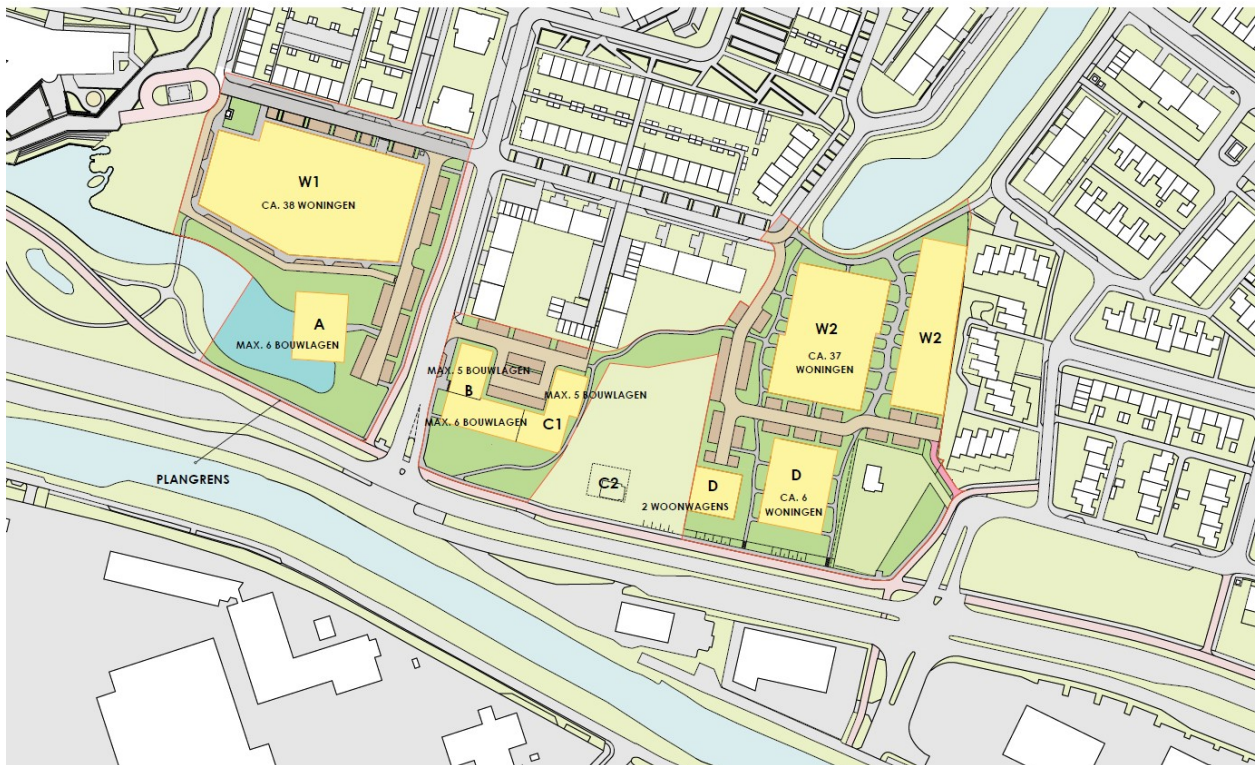 W1
CA. 38 WONINGEN
A
MAX. 6 BOUWLAGEN
PLANGRENS
MAX. 5 BOUWLAGEN
B
MAX. 5 BOUWLAGEN
MAX. 6 BOUWLAGEN
C1
C2
W2
CA. 37
WONINGEN
W2
D
2 WOONWAGENS
D
CA. 6
WONINGEN